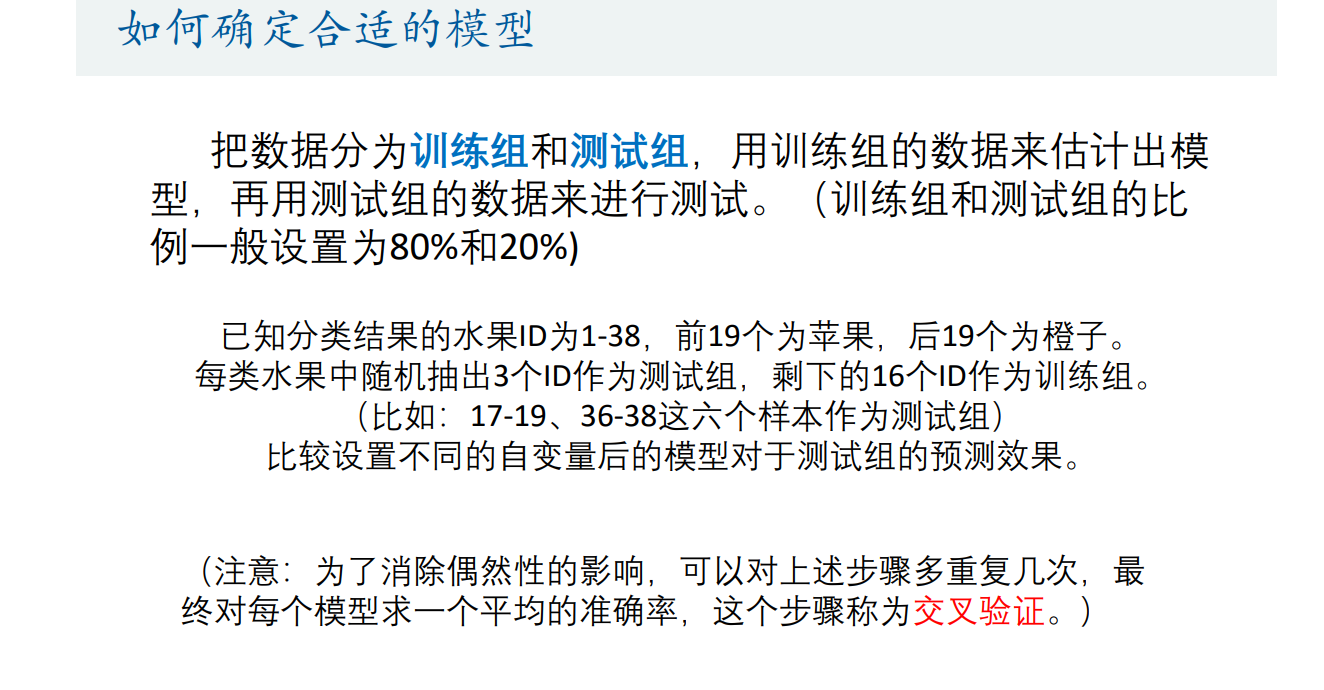 如何确定合适的模型
把数据分为训练组和测试组，用训练组的数据来估计出模
型，再用测试组的数据来进行测试。（训练组和测试组的比
例一般设置为80%和20%)
已知分类结果的水果ID为1-38，前19个为苹果，后19个为橙子。
每类水果中随机抽出3个ID作为测试组，剩下的16个ID作为训练组。
（比如：17-19、36-38这六个样本作为测试组）
比较设置不同的自变量后的模型对于测试组的预测效果。
（注意：为了消除偶然性的影响，可以对上述步骤多重复几次，最
终对每个模型求一个平均的准确率，这个步骤称为交叉验证。）